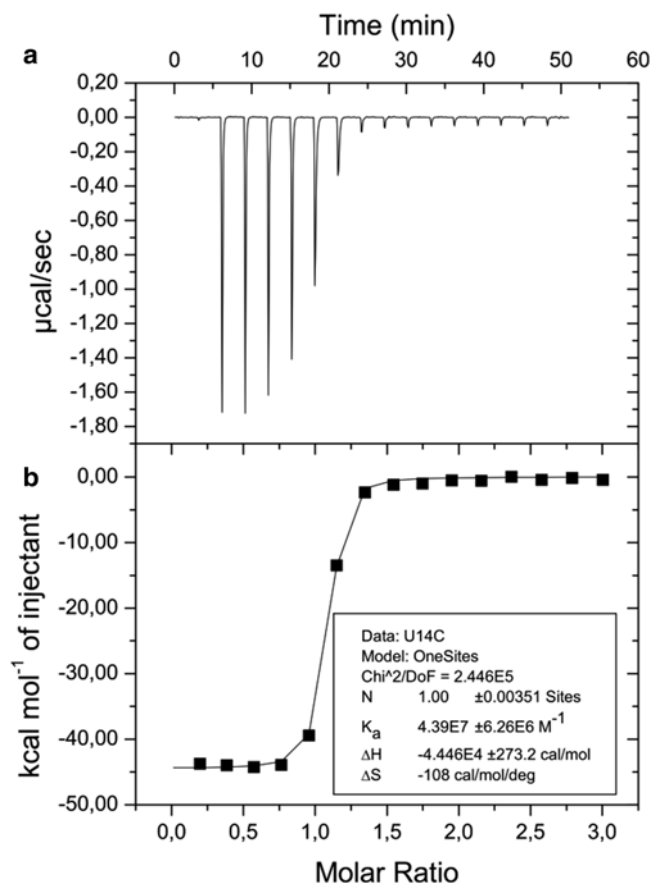 Time (min)
a
0 10 20 30 40 50 60
0,20
0,00
-0,20
-0,40
-0,60
-0,80
-1,00
-1,20
-1,40
-1,60
-1,80
µcal/sec
b
0,00
-10,00
-20,00
-30,00
-40,00
-50,00
kcal mol⁻¹ of injectant
Data: U14C
Model: OneSites
Chi^2/DoF = 2.446E5
N 1.00 ±0.00351 Sites
Kₐ 4.39E7 ±6.26E6 M⁻¹
ΔH -4.446E4 ±273.2 cal/mol
ΔS -108 cal/mol/deg
0,0 0,5 1,0 1,5 2,0 2,5 3,0
Molar Ratio